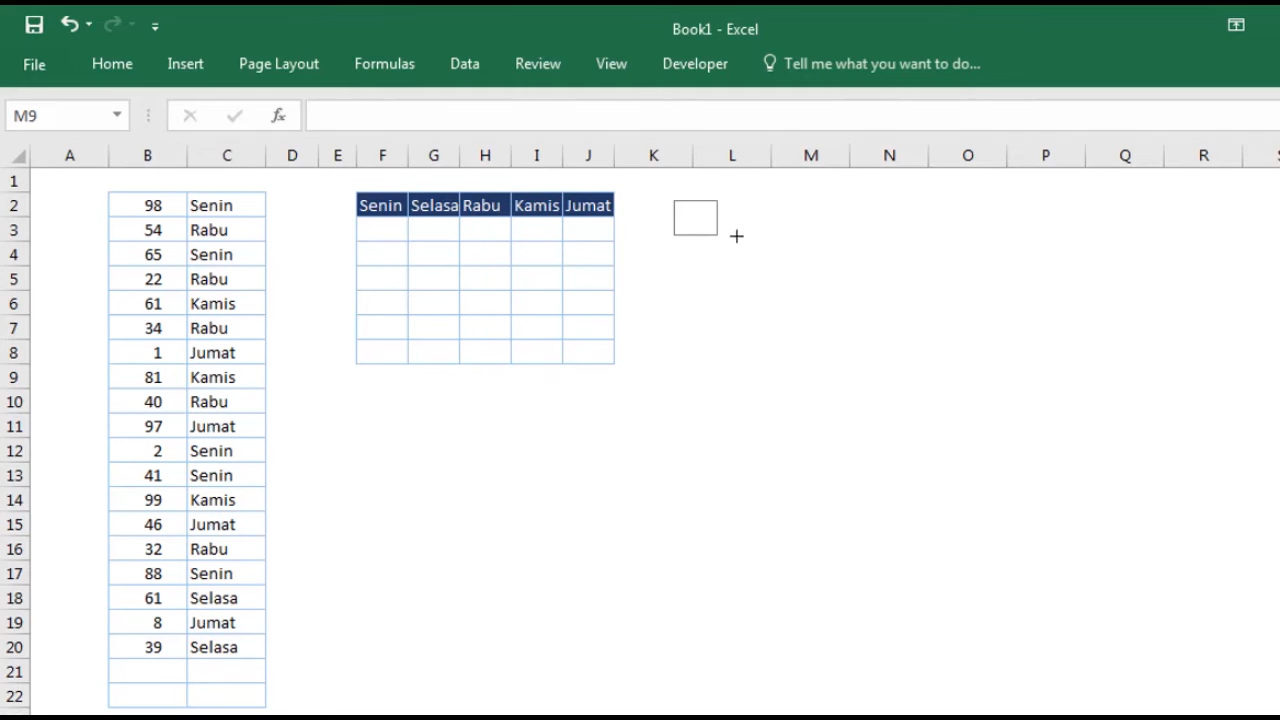 Book1 - Excel
File Home Insert Page Layout Formulas Data Review View Developer Tell me what you want to do...
M9 fx
A B C D E F G H I J K L M N O P Q R S
1
2 98 Senin Senin Selasa Rabu Kamis Jumat
3 54 Rabu
4 65 Senin
5 22 Rabu
6 61 Kamis
7 34 Rabu
8 1 Jumat
9 81 Kamis
10 40 Rabu
11 97 Jumat
12 2 Senin
13 41 Senin
14 99 Kamis
15 46 Jumat
16 32 Rabu
17 88 Senin
18 61 Selasa
19 8 Jumat
20 39 Selasa
21
22